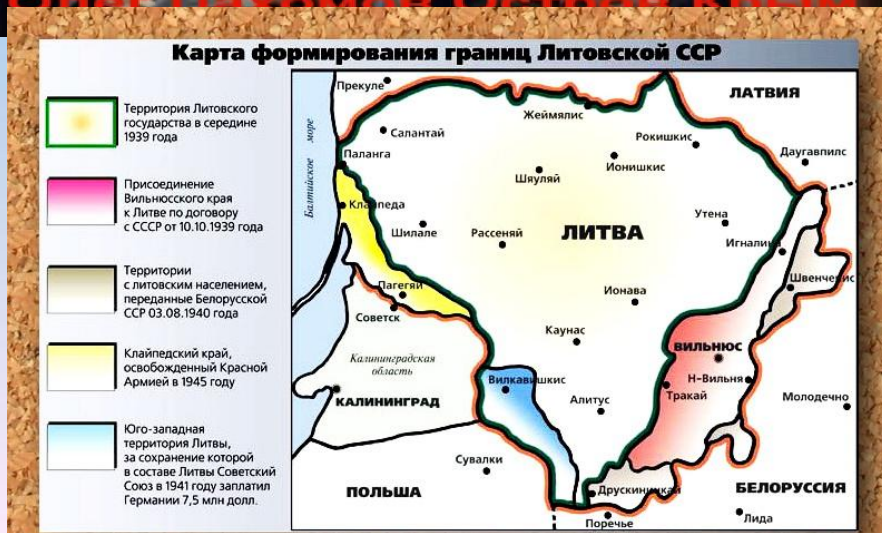 Карта формирования границ Литовской ССР
Территория Литовского
государства в середине
1939 года
Присоединение
Вильнюсского края
к Литве по договору
с СССР от 10.10.1939 года
Территории
с литовским населением,
переданные Белорусской
ССР 03.08.1940 года
Клайпедский край,
освобожденный Красной
Армией в 1945 году
Юго-западная
территория Литвы,
за сохранение которой
в составе Литвы Советский
Союз в 1941 году заплатил
Германии 7,5 млн долл.
Прекуле
ЛАТВИЯ
Жеймялис
Балтийское море
Салантай
Рокишкис
Паланга
Ионишкис
Даугавпилс
Шяуляй
Клайпеда
Шилале
Рассеняй
ЛИТВА
Утена
Игналина
Швенченис
Пагегяй
Советск
Ионава
Каунас
ВИЛЬНЮС
Калининградская
область
Вилкавишкис
Н-Вильня
КАЛИНИНГРАД
Алитус
Тракай
Молодечно
Сувалки
ПОЛЬША
Друскининкай
БЕЛОРУССИЯ
Поречье
Лида